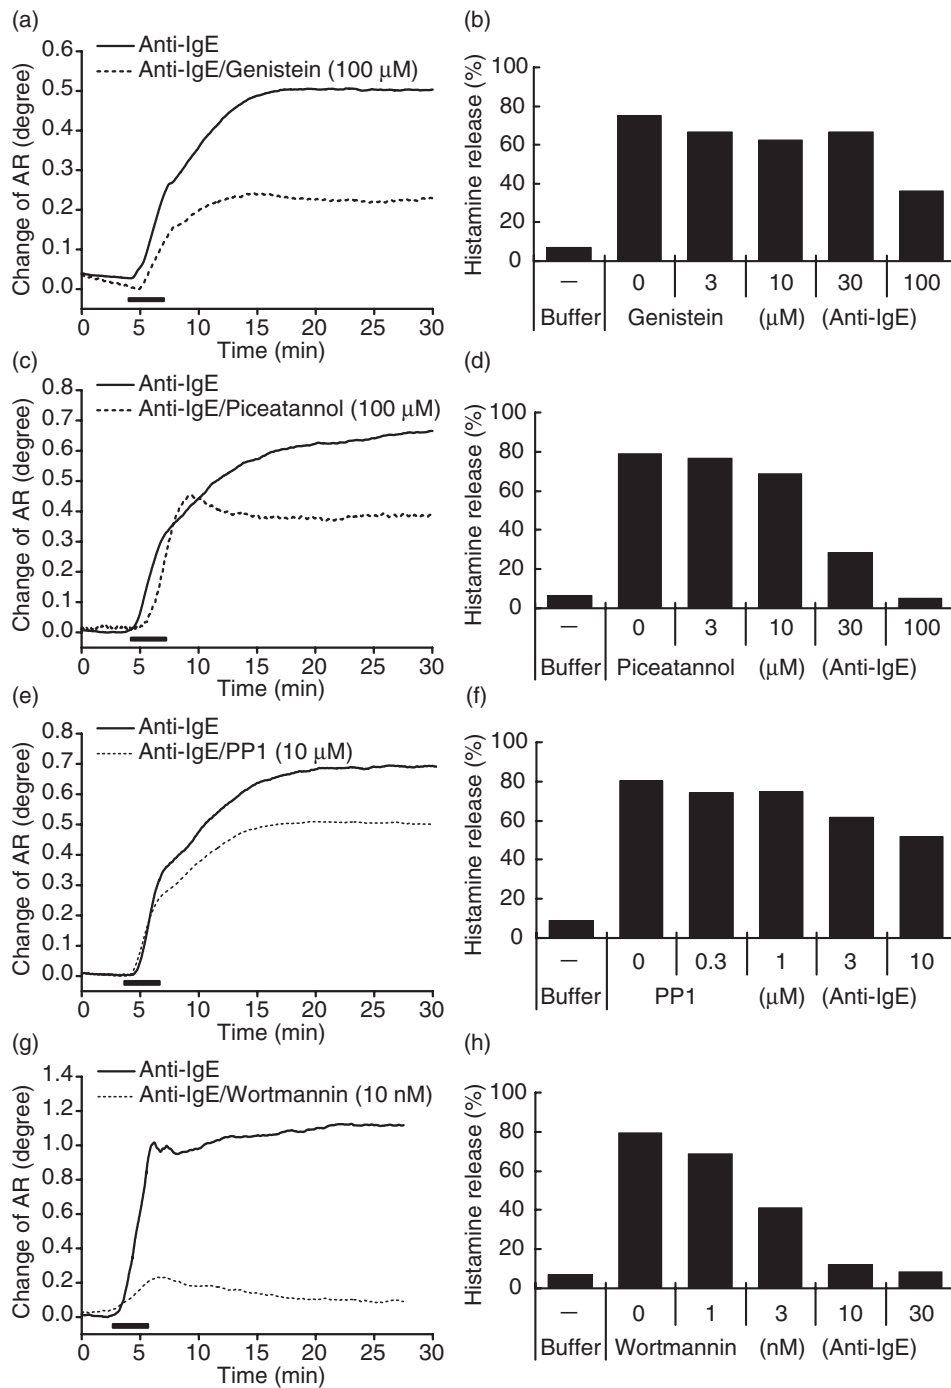 (a)
Anti-IgE
Anti-IgE/Genistein (100 μM)
Change of AR (degree)
0.6
0.5
0.4
0.3
0.2
0.1
0.0
0 5 10 15 20 25 30
Time (min)
(b)
Histamine release (%)
100
80
60
40
20
0
– 0 3 10 30 100
Buffer Genistein (μM) (Anti-IgE)
(c)
Anti-IgE
Anti-IgE/Piceatannol (100 μM)
Change of AR (degree)
0.8
0.7
0.6
0.5
0.4
0.3
0.2
0.1
0.0
0 5 10 15 20 25 30
Time (min)
(d)
Histamine release (%)
100
80
60
40
20
0
– 0 3 10 30 100
Buffer Piceatannol (μM) (Anti-IgE)
(e)
Anti-IgE
Anti-IgE/PP1 (10 μM)
Change of AR (degree)
0.8
0.7
0.6
0.5
0.4
0.3
0.2
0.1
0.0
0 5 10 15 20 25 30
Time (min)
(f)
Histamine release (%)
100
80
60
40
20
0
– 0 0.3 1 3 10
Buffer PP1 (μM) (Anti-IgE)
(g)
Anti-IgE
Anti-IgE/Wortmannin (10 nM)
Change of AR (degree)
1.4
1.2
1.0
0.8
0.6
0.4
0.2
0.0
0 5 10 15 20 25 30
Time (min)
(h)
Histamine release (%)
100
80
60
40
20
0
– 0 1 3 10 30
Buffer Wortmannin (nM) (Anti-IgE)